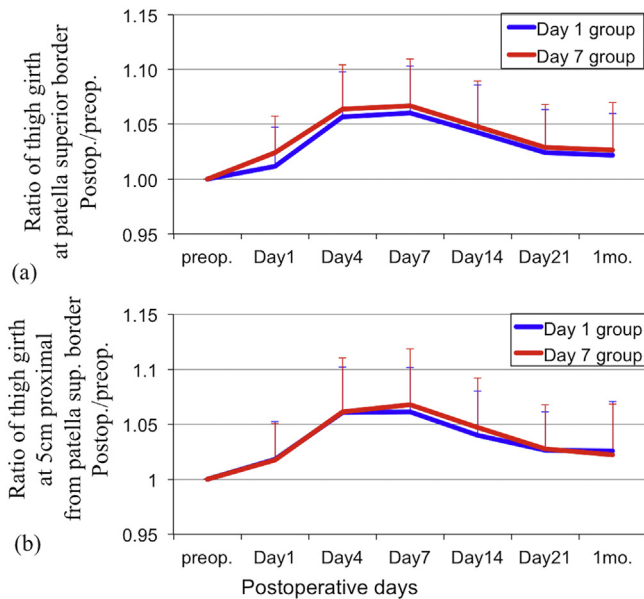 Ratio of thigh girth
at patella superior border
Postop./preop.
(a)
1.15
1.10
1.05
1.00
0.95
Day 1 group
Day 7 group
preop. Day1 Day4 Day7 Day14 Day21 1mo.
Ratio of thigh girth
at 5cm proximal
from patella sup. border
Postop./preop.
(b)
1.15
1.1
1.05
1
0.95
Day 1 group
Day 7 group
preop. Day1 Day4 Day7 Day14 Day21 1mo.
Postoperative days